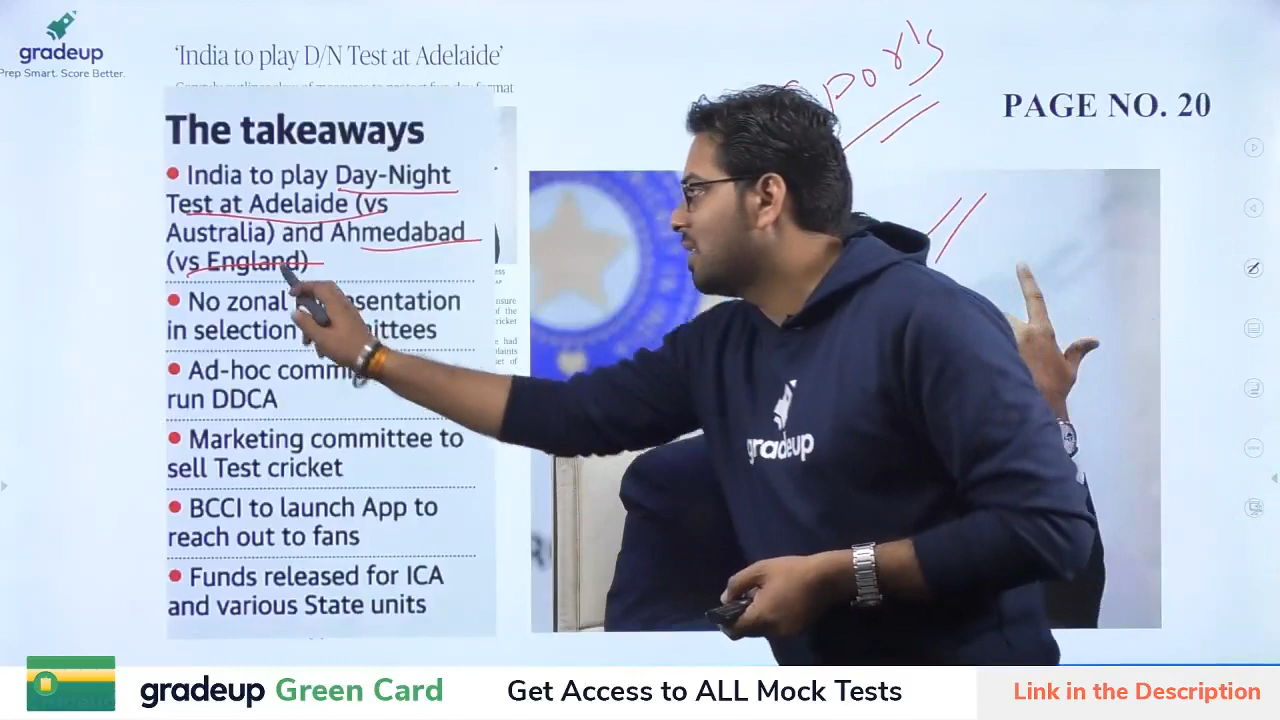 gradeup
Prep Smart. Score Better.
'India to play D/N Test at Adelaide'
Sports
PAGE NO. 20
The takeaways
• India to play Day-Night
Test at Adelaide (vs
Australia) and Ahmedabad
(vs England)
• No zonal
in selection
• Ad-hoc
run DDCA
• Marketing committee to
sell Test cricket
• BCCI to launch App to
reach out to fans
• Funds released for ICA
and various State units
gradeup
gradeup Green Card
Get Access to ALL Mock Tests
Link in the Description